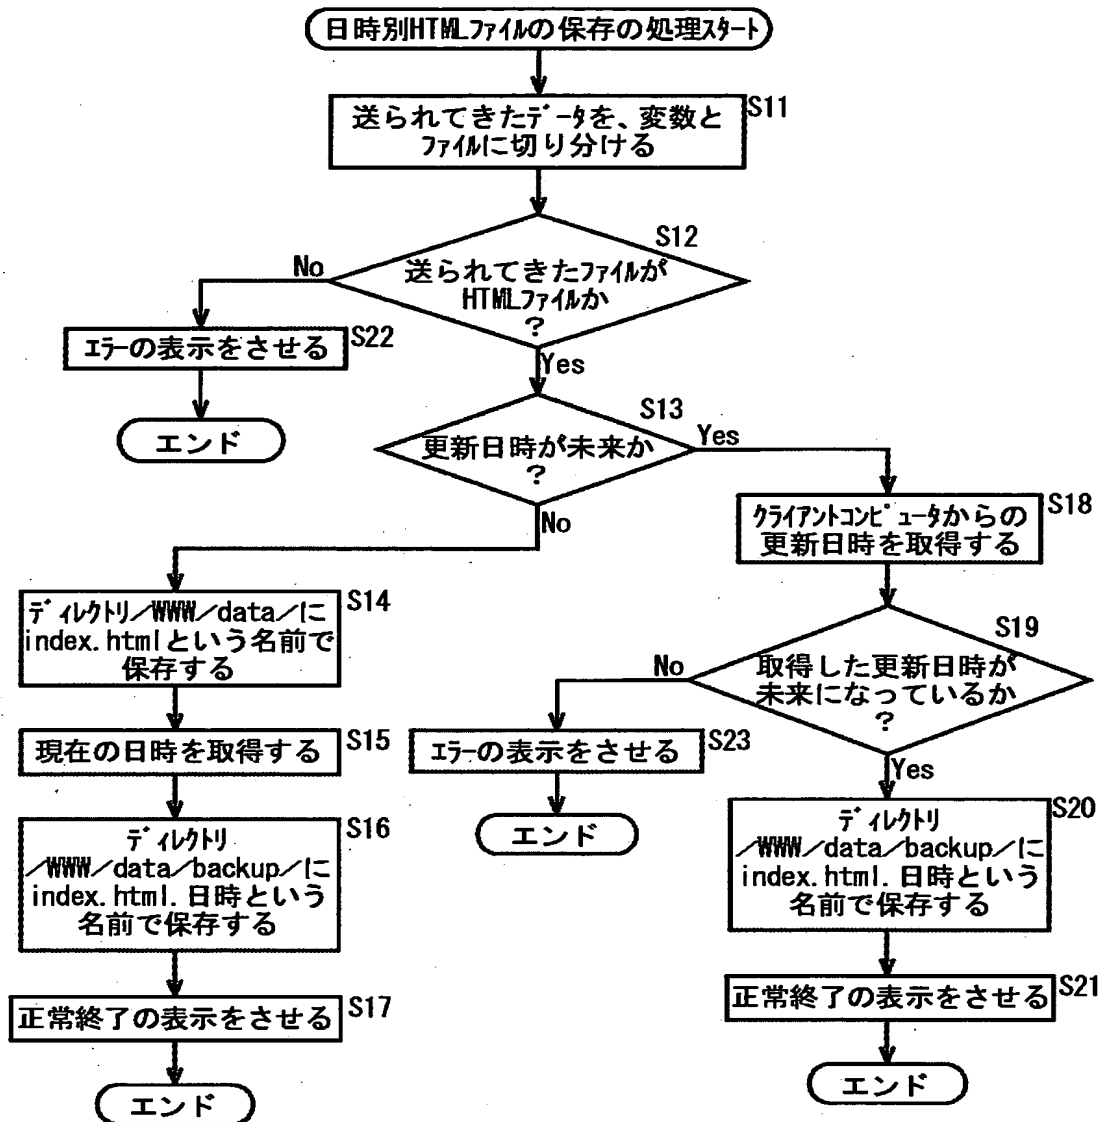 日時別HTMLファイルの保存の処理スタート
S11
送られてきたデータを、変数と
ファイルに切り分ける
S12
No
送られてきたファイルが
HTMLファイルか
?
S22
エラーの表示をさせる
Yes
エンド
S13
Yes
更新日時が未来か
?
No
S18
クライアントコンピュータからの
更新日時を取得する
S14
ディレクトリ/WWW/data/に
index.htmlという名前で
保存する
S19
No
取得した更新日時が
未来になっているか
?
S15
現在の日時を取得する
S23
エラーの表示をさせる
Yes
エンド
S16
ディレクトリ
/WWW/data/backup/に
index.html.日時という
名前で保存する
S20
ディレクトリ
/WWW/data/backup/に
index.html.日時という
名前で保存する
S17
正常終了の表示をさせる
S21
正常終了の表示をさせる
エンド
エンド